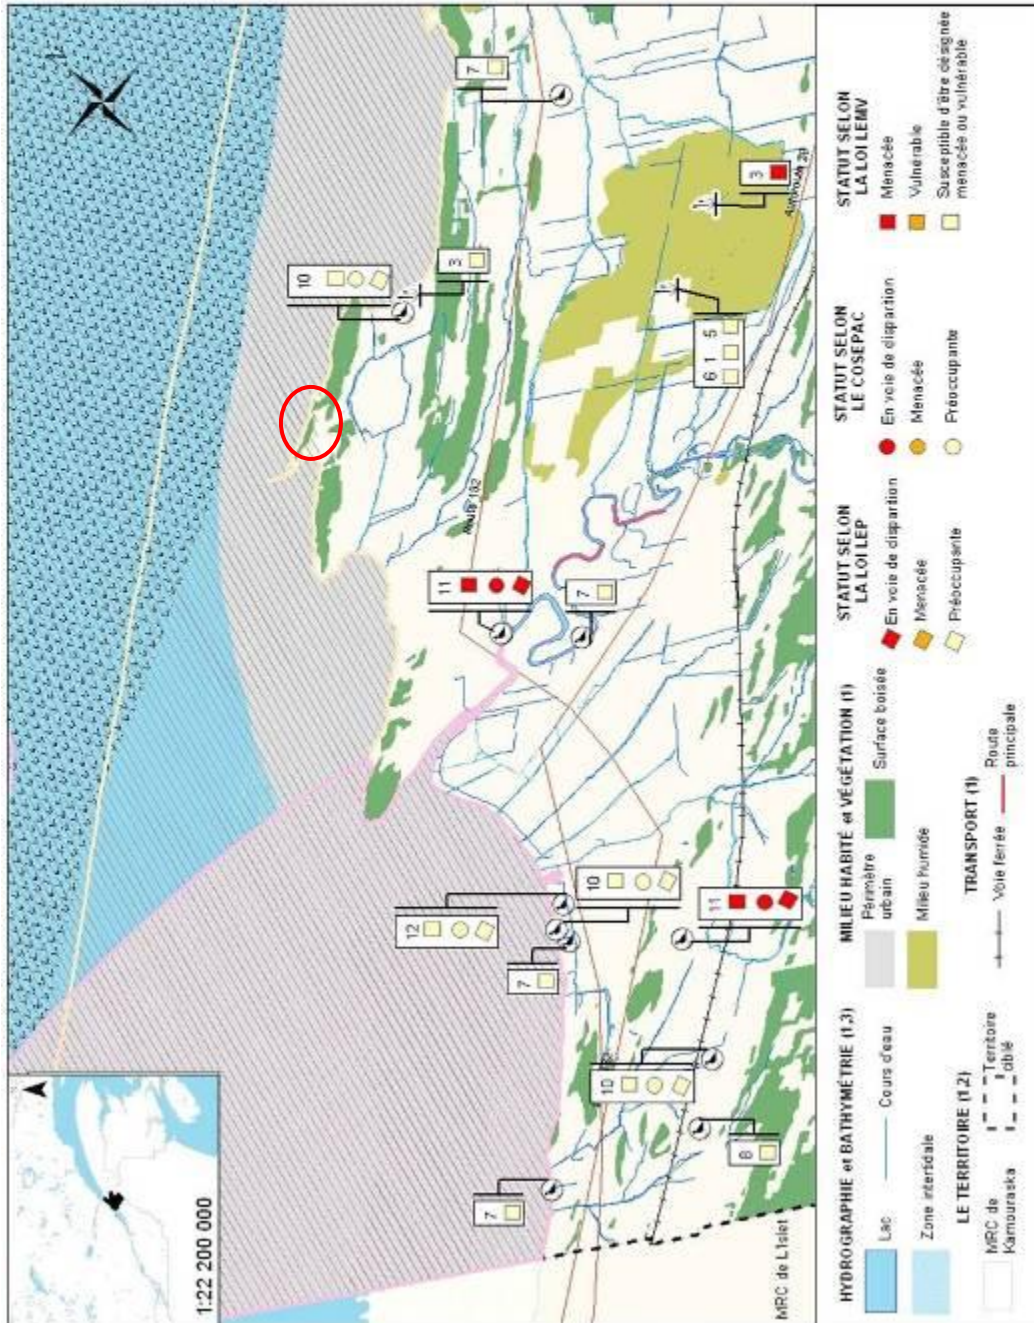 N
1:22 200 000
MRC de L'Islet
Route 132
Autoroute 20
7
12
7
10
11
10
8
11
7
10
3
7
3
6 1 5
HYDROGRAPHIE et BATHYMÉTRIE (1,3)
Lac
Cours d'eau
Zone intertidale
LE TERRITOIRE (1,2)
MRC de
Kamouraska
Territoire
ciblé
MILIEU HABITÉ et VÉGÉTATION (1)
Périmètre
urbain
Surface boisée
Milieu humide
TRANSPORT (1)
Voie ferrée
Route
principale
STATUT SELON
LA LOI LEP
En voie de dispartion
Menacée
Préoccupante
STATUT SELON
LE COSEPAC
En voie de dispartion
Menacée
Préoccupante
STATUT SELON
LA LOI LEMV
Menacée
Vulnérable
Susceptible d'être désignée
menacée ou vulnérable